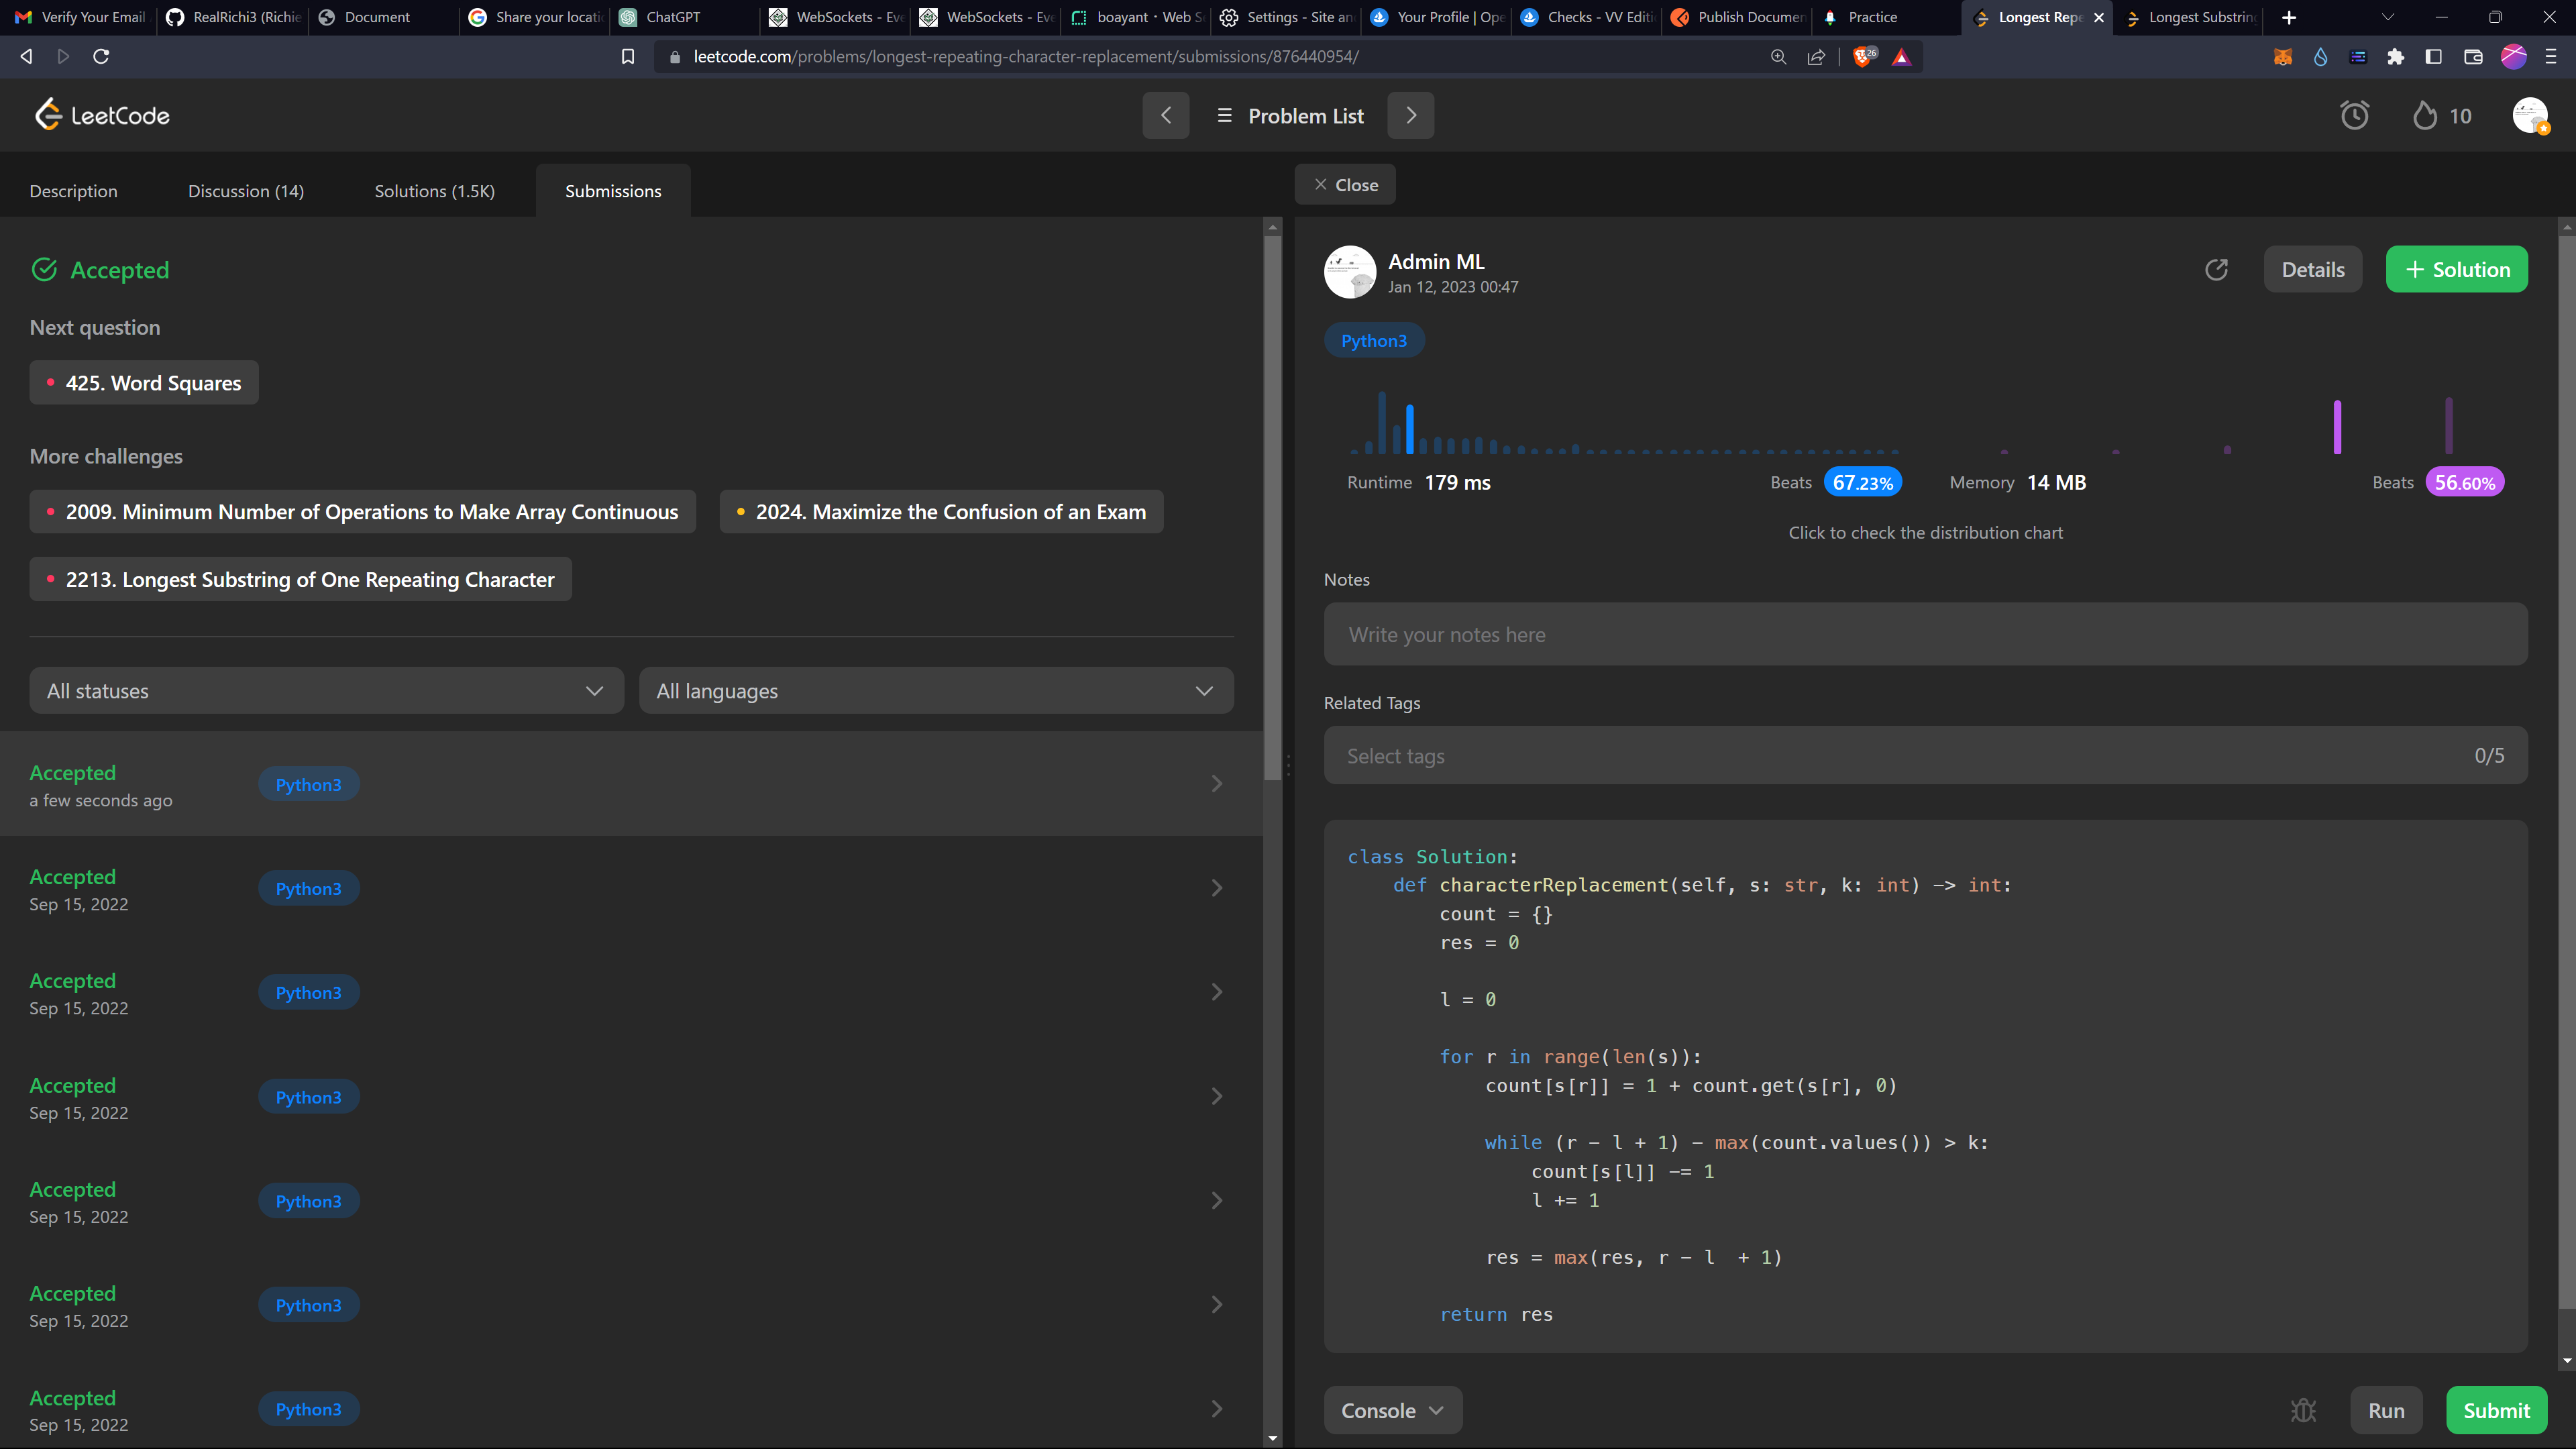 Verify Your Email
RealRichi3 (Richie
Document
Share your locati
ChatGPT
WebSockets - Eve
WebSockets - Eve
boayant · Web S
Settings - Site an
Your Profile | Ope
Checks - VV Editi
Publish Documen
Practice
Longest Repe
Longest Substring
leetcode.com/problems/longest-repeating-character-replacement/submissions/876440954/
26
LeetCode
Problem List
10
Description
Discussion (14)
Solutions (1.5K)
Submissions
Close
Accepted
Next question
425. Word Squares
More challenges
2009. Minimum Number of Operations to Make Array Continuous
2024. Maximize the Confusion of an Exam
2213. Longest Substring of One Repeating Character
All statuses
All languages
Accepted
a few seconds ago
Python3
Accepted
Sep 15, 2022
Python3
Accepted
Sep 15, 2022
Python3
Accepted
Sep 15, 2022
Python3
Accepted
Sep 15, 2022
Python3
Accepted
Sep 15, 2022
Python3
Accepted
Sep 15, 2022
Python3
Admin ML
Jan 12, 2023 00:47
Details
+ Solution
Python3
Runtime 179 ms
Beats 67.23%
Memory 14 MB
Beats 56.60%
Click to check the distribution chart
Notes
Write your notes here
Related Tags
Select tags
0/5
class Solution:
    def characterReplacement(self, s: str, k: int) -> int:
        count = {}
        res = 0
        l = 0
        for r in range(len(s)):
            count[s[r]] = 1 + count.get(s[r], 0)
            while (r - l + 1) - max(count.values()) > k:
                count[s[l]] -= 1
                l += 1
            res = max(res, r - l  + 1)
        return res
Console
Run
Submit